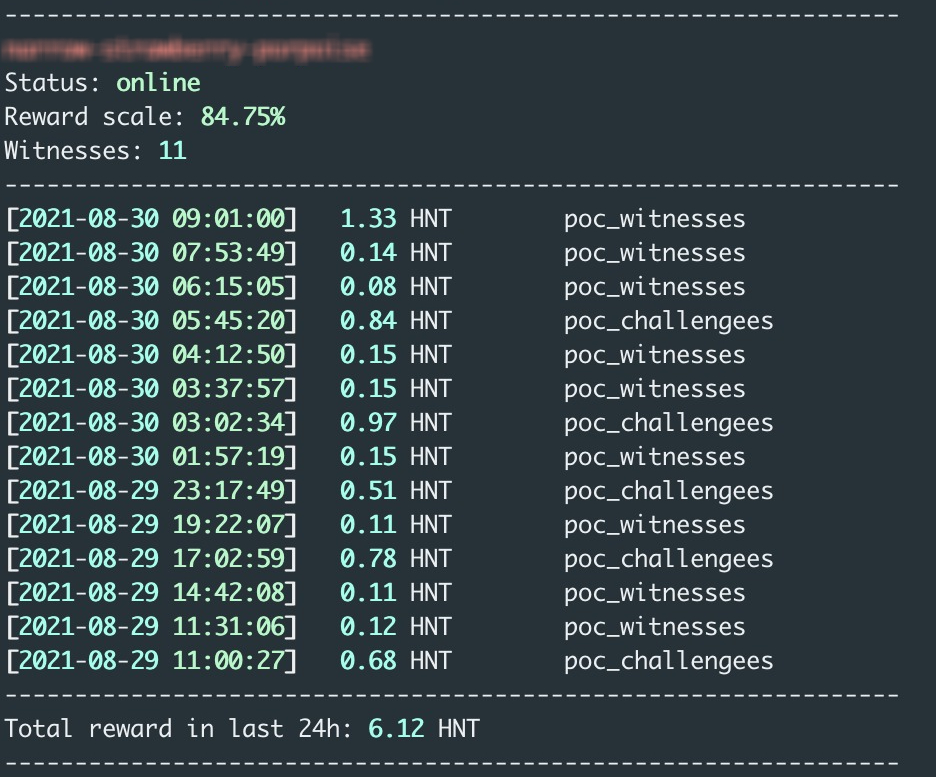 ----------------------------------------------------------------
Status: online
Reward scale: 84.75%
Witnesses: 11
----------------------------------------------------------------
[2021-08-30 09:01:00]   1.33 HNT        poc_witnesses
[2021-08-30 07:53:49]   0.14 HNT        poc_witnesses
[2021-08-30 06:15:05]   0.08 HNT        poc_witnesses
[2021-08-30 05:45:20]   0.84 HNT        poc_challengees
[2021-08-30 04:12:50]   0.15 HNT        poc_witnesses
[2021-08-30 03:37:57]   0.15 HNT        poc_witnesses
[2021-08-30 03:02:34]   0.97 HNT        poc_challengees
[2021-08-30 01:57:19]   0.15 HNT        poc_witnesses
[2021-08-29 23:17:49]   0.51 HNT        poc_challengees
[2021-08-29 19:22:07]   0.11 HNT        poc_witnesses
[2021-08-29 17:02:59]   0.78 HNT        poc_challengees
[2021-08-29 14:42:08]   0.11 HNT        poc_witnesses
[2021-08-29 11:31:06]   0.12 HNT        poc_witnesses
[2021-08-29 11:00:27]   0.68 HNT        poc_challengees
----------------------------------------------------------------
Total reward in last 24h: 6.12 HNT
----------------------------------------------------------------